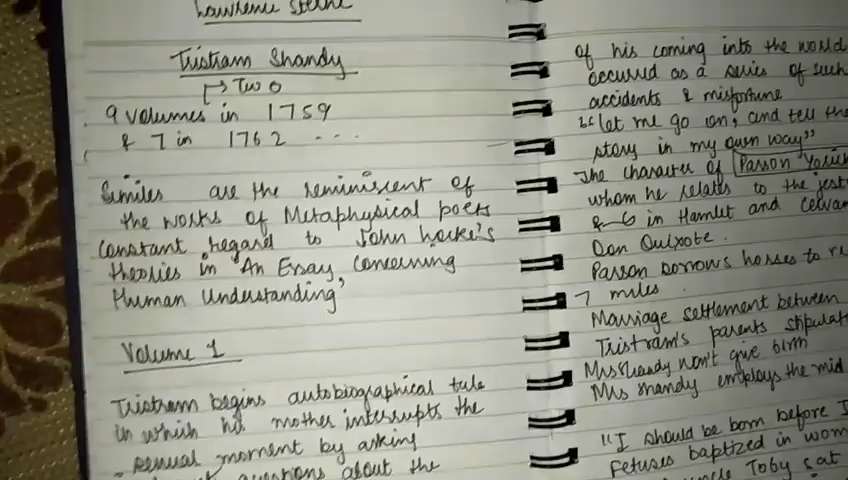 Lawrence Sterne
Tristram Shandy
→ Two
9 volumes in 1759
& 7 in 1762 ....
Similes are the reminiscent of
the works of Metaphysical poets
constant regard to John Locke's
theories in "An Essay Concerning
Human Understanding"
Volume 1
Tristram begins autobiographical tale
in which his mother interrupts the
sexual moment by asking
questions about the
of his coming into the world
occurred as a series of such
accidents & misfortune
"let me go on, and tell the
story in my own way"
The character of Parson Yorick
whom he relates to the jest
in Hamlet and
Don Quixote.
Parson borrows horses to
7 miles.
Marriage settlement between
Tristram's parents stipulat
Mrs Shandy won't give birth
Mrs Shandy employs the mid
"I should be born before I
Fetuses baptized in wom
Toby sat